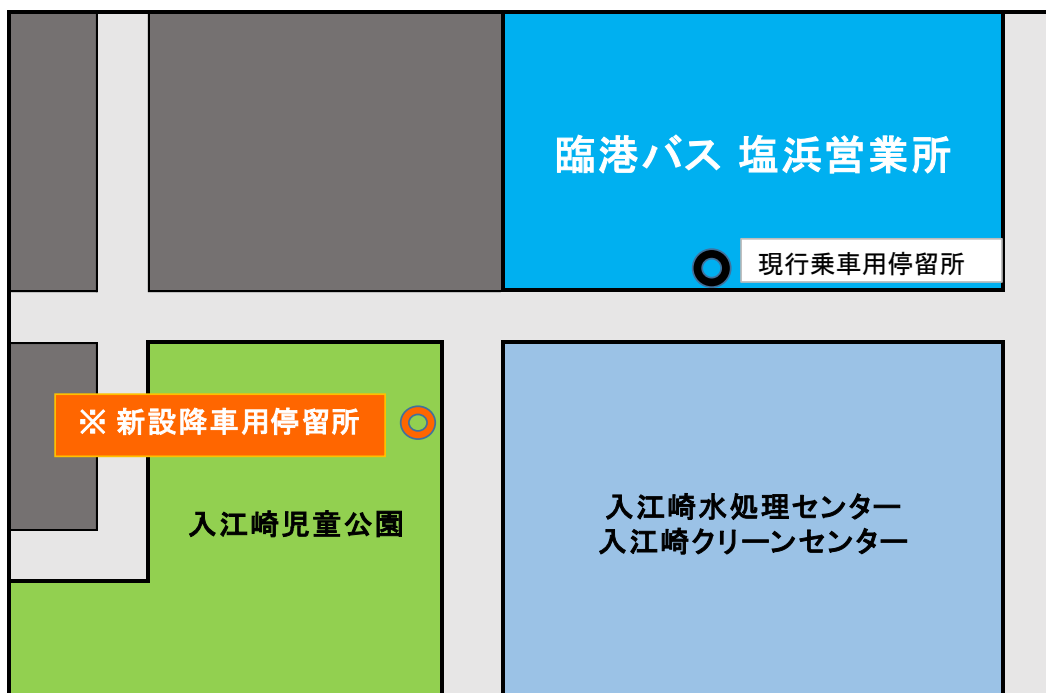 臨港バス 塩浜営業所
現行乗車用停留所
※ 新設降車用停留所
入江崎児童公園
入江崎水処理センター
入江崎クリーンセンター